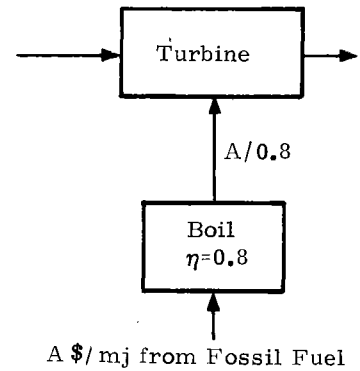 Turbine
A/0.8
Boil
η=0.8
A $/mj from Fossil Fuel